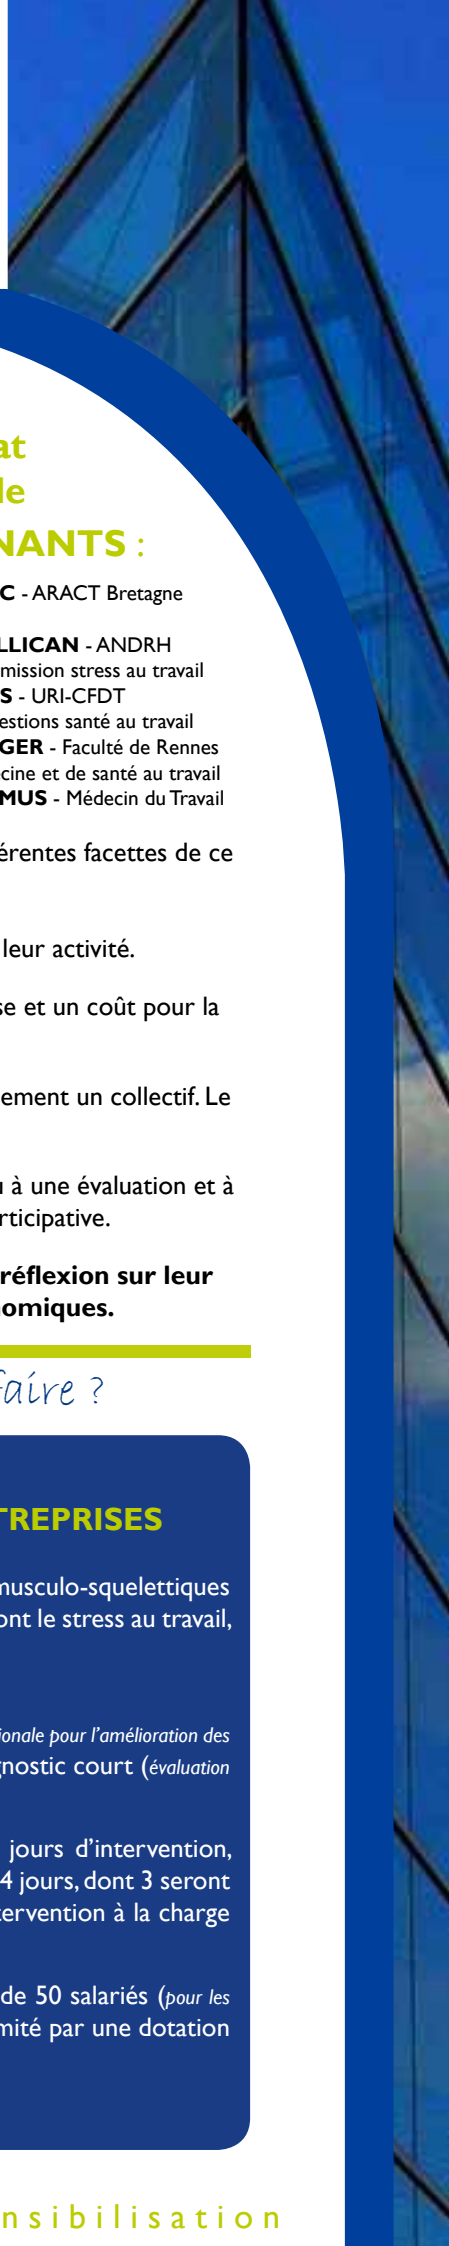 at
le
NANTS :
C - ARACT Bretagne
LLICAN - ANDRH
mission stress au travail
S - URI-CFDT
estions santé au travail
GER - Faculté de Rennes
ecine et de santé au travail
MUS - Médecin du Travail
érentes facettes de ce
leur activité.
se et un coût pour la
ement un collectif. Le
u à une évaluation et à
rticipative.
réflexion sur leur
nomiques.
faire ?
TREPRISES
musculo-squelettiques
ont le stress au travail,
ionale pour l'amélioration des
gnostic court (évaluation
jours d'intervention,
4 jours, dont 3 seront
tervention à la charge
de 50 salariés (pour les
mité par une dotation
nsibilisation